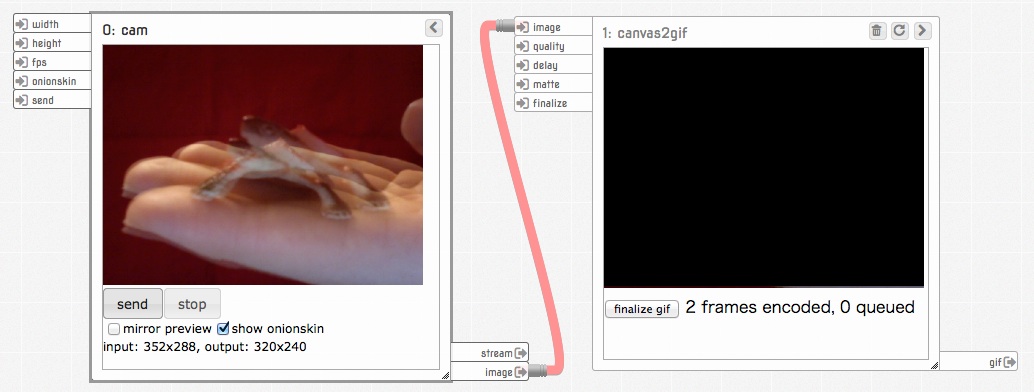 width
height
fps
onionskin
send
0: cam
send
stop
mirror preview
show onionskin
input: 352x288, output: 320x240
stream
image
image
quality
delay
matte
finalize
1: canvas2gif
finalize gif
2 frames encoded, 0 queued
gif